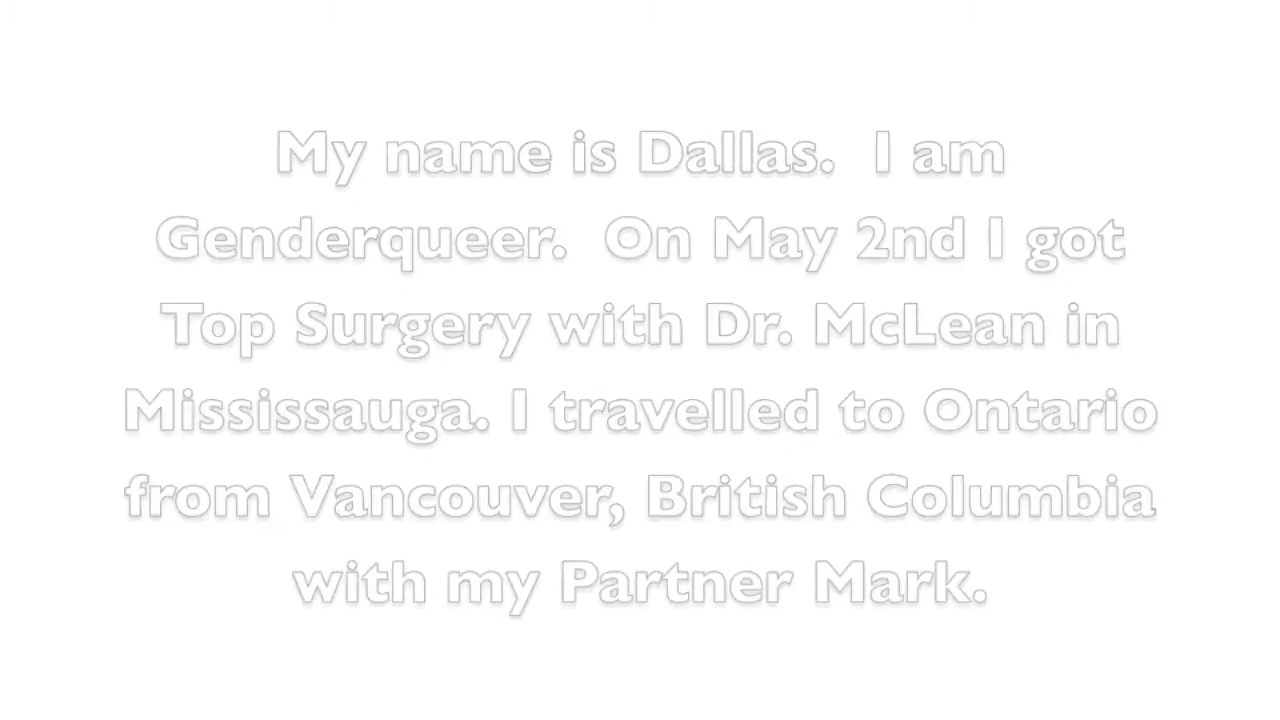 My name is Dallas.  I am
Genderqueer.  On May 2nd I got
Top Surgery with Dr. McLean in
Mississauga. I travelled to Ontario
from Vancouver, British Columbia
with my Partner Mark.